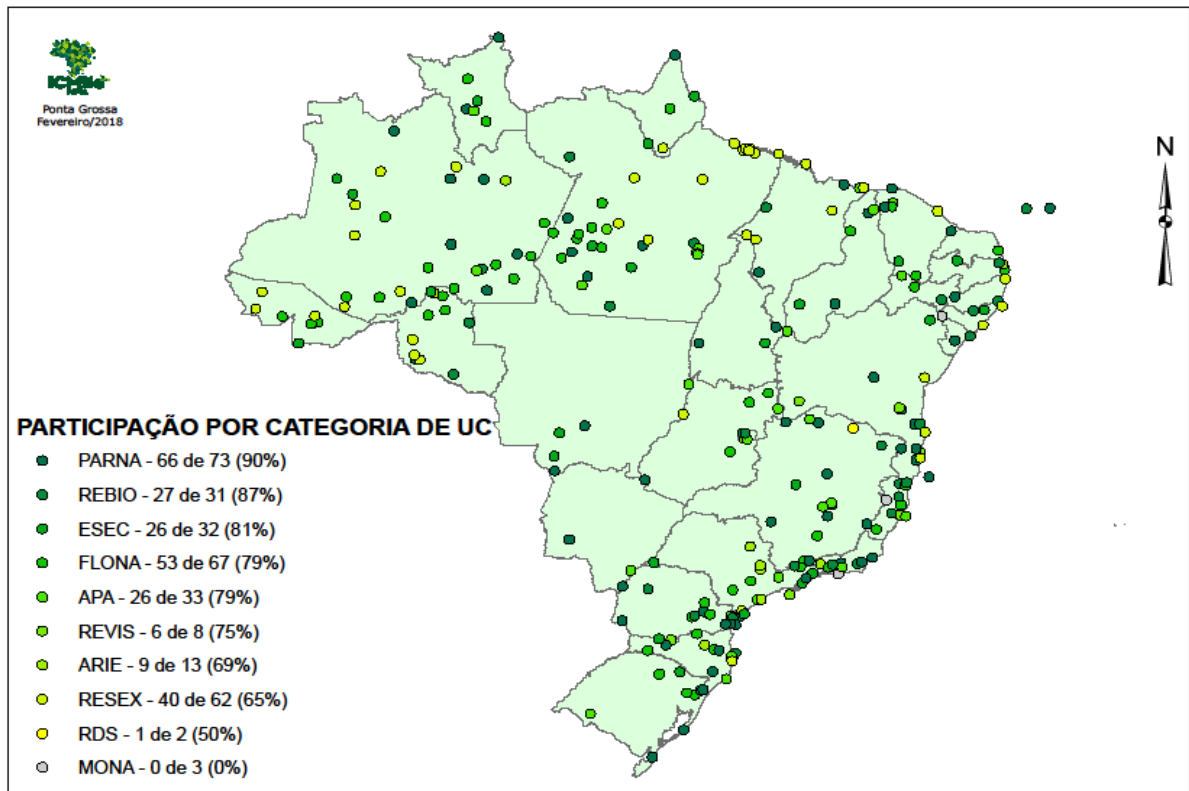 ICMBio
Ponta Grossa
Fevereiro/2018
N
PARTICIPAÇÃO POR CATEGORIA DE UC
PARNA - 66 de 73 (90%)
REBIO - 27 de 31 (87%)
ESEC - 26 de 32 (81%)
FLONA - 53 de 67 (79%)
APA - 26 de 33 (79%)
REVIS - 6 de 8 (75%)
ARIE - 9 de 13 (69%)
RESEX - 40 de 62 (65%)
RDS - 1 de 2 (50%)
MONA - 0 de 3 (0%)